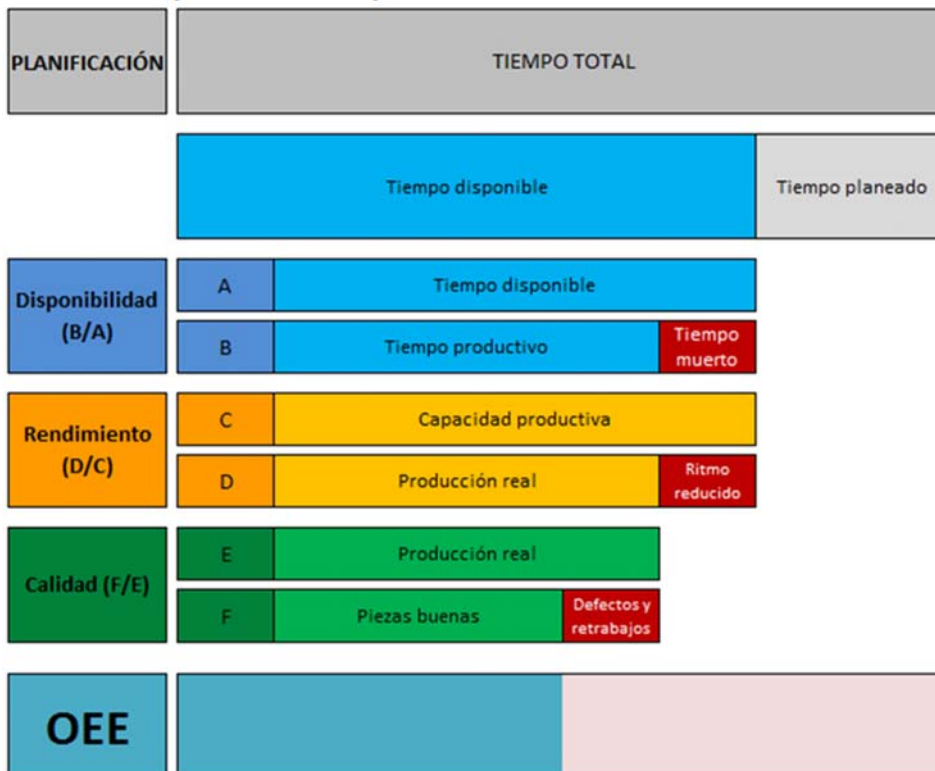 PLANIFICACIÓN
TIEMPO TOTAL
Tiempo disponible
Tiempo planeado
Disponibilidad
(B/A)
A
Tiempo disponible
B
Tiempo productivo
Tiempo
muerto
Rendimiento
(D/C)
C
Capacidad productiva
D
Producción real
Ritmo
reducido
Calidad (F/E)
E
Producción real
F
Piezas buenas
Defectos y
retrabajos
OEE